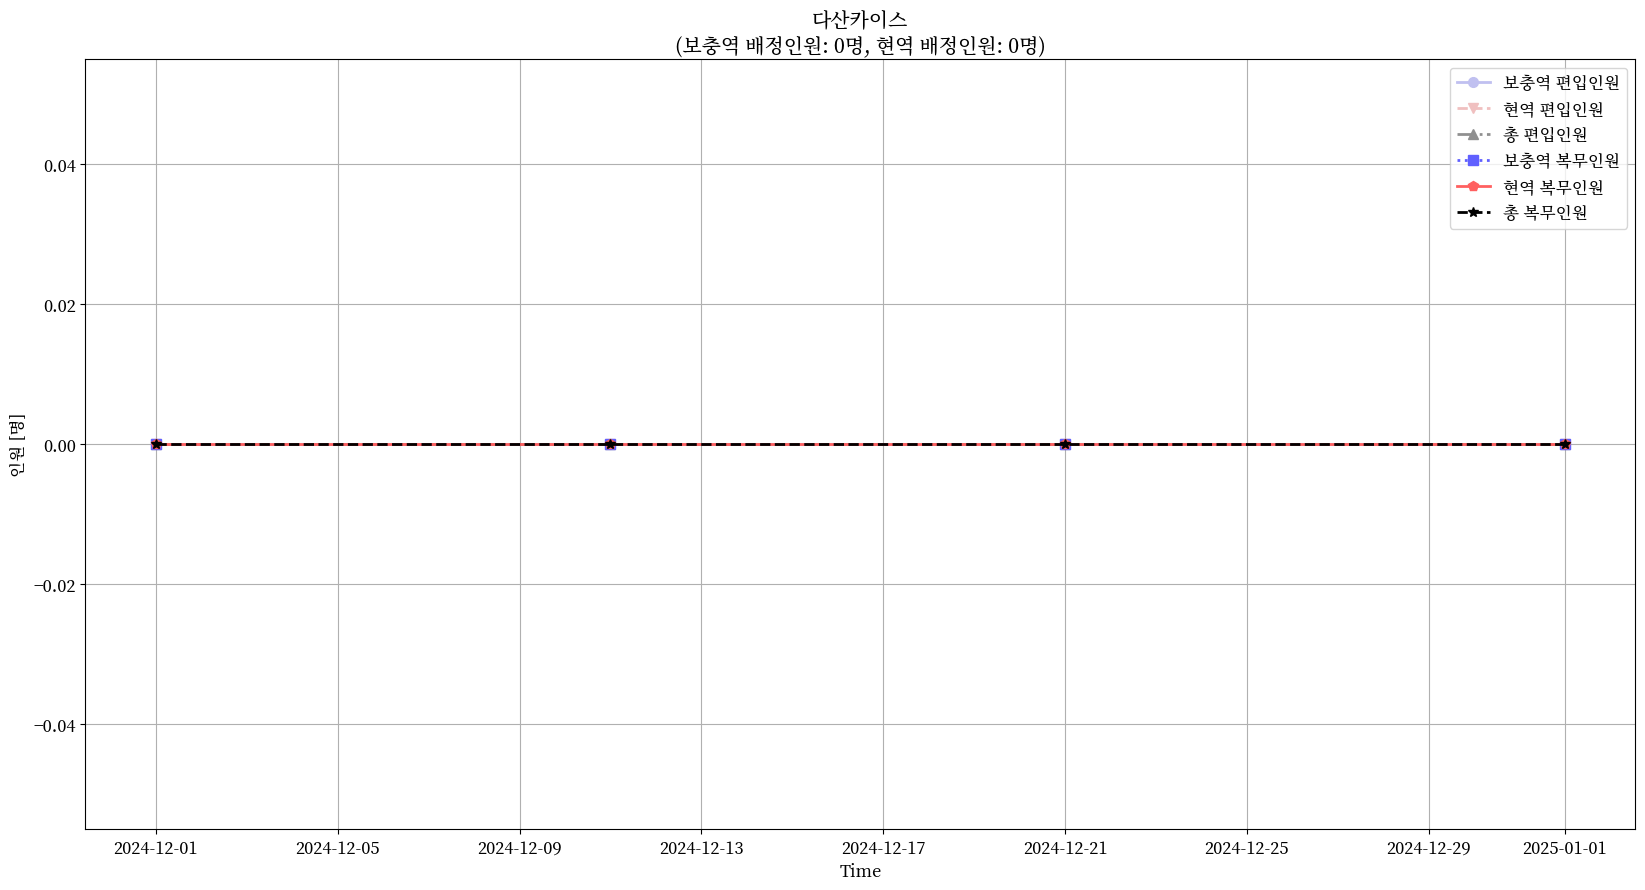 다산카이스
(보충역 배정인원: 0명, 현역 배정인원: 0명)
보충역 편입인원
현역 편입인원
총 편입인원
보충역 복무인원
현역 복무인원
총 복무인원
인원 [명]
0.04
0.02
0.00
−0.02
−0.04
2024-12-01
2024-12-05
2024-12-09
2024-12-13
2024-12-17
2024-12-21
2024-12-25
2024-12-29
2025-01-01
Time